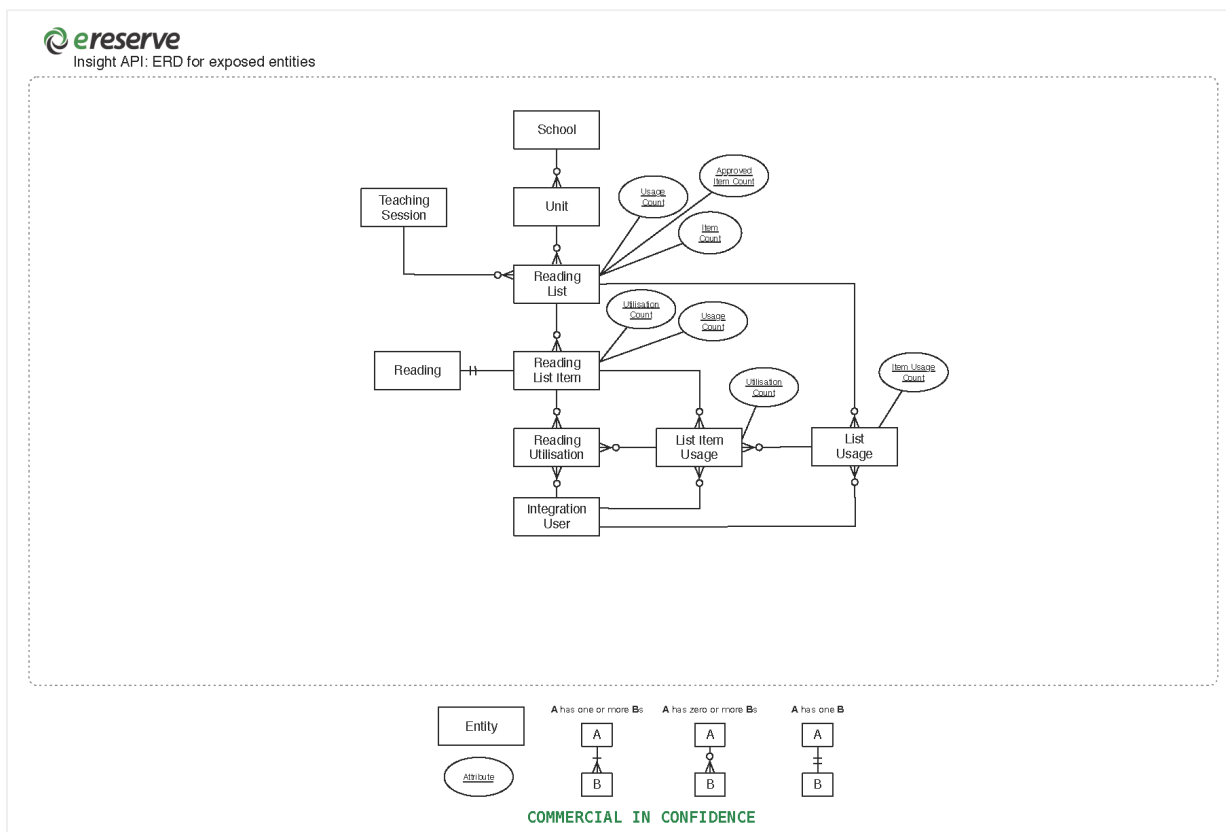 ereserve
Insight API: ERD for exposed entities
School
Approved
Item Count
Usage
Count
Teaching
Session
Unit
Item
Count
Reading
List
Utilisation
Count
Usage
Count
Reading
Reading
List Item
Item Usage
Count
Utilisation
Count
Reading
Utilisation
List Item
Usage
List
Usage
Integration
User
A has one or more Bs
A has zero or more Bs
A has one B
Entity
A
A
A
Attribute
B
B
B
COMMERCIAL IN CONFIDENCE